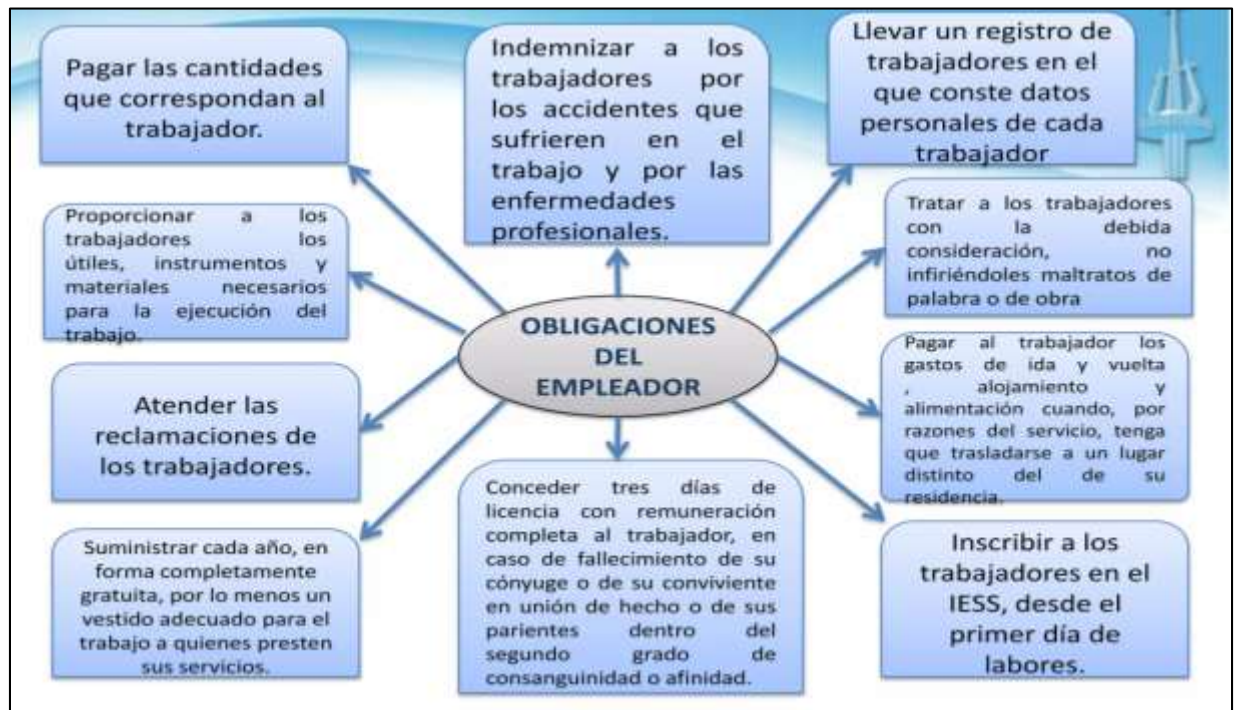 Pagar las cantidades
que correspondan al
trabajador.
Indemnizar a los
trabajadores por
los accidentes que
sufrieren en el
trabajo y por las
enfermedades
profesionales.
Llevar un registro de
trabajadores en el
que conste datos
personales de cada
trabajador
Proporcionar a los
trabajadores los
útiles, instrumentos y
materiales necesarios
para la ejecución del
trabajo.
Tratar a los trabajadores
con la debida
consideración, no
infiriéndoles maltratos de
palabra o de obra
OBLIGACIONES
DEL
EMPLEADOR
Atender las
reclamaciones de
los trabajadores.
Pagar al trabajador los
gastos de ida y vuelta
, alojamiento y
alimentación cuando, por
razones del servicio, tenga
que trasladarse a un lugar
distinto del de su
residencia.
Suministrar cada año, en
forma completamente
gratuita, por lo menos un
vestido adecuado para el
trabajo a quienes presten
sus servicios.
Conceder tres días de
licencia con remuneración
completa al trabajador, en
caso de fallecimiento de su
cónyuge o de su conviviente
en unión de hecho o de sus
parientes dentro del
segundo grado de
consanguinidad o afinidad.
Inscribir a los
trabajadores en el
IESS, desde el
primer día de
labores.